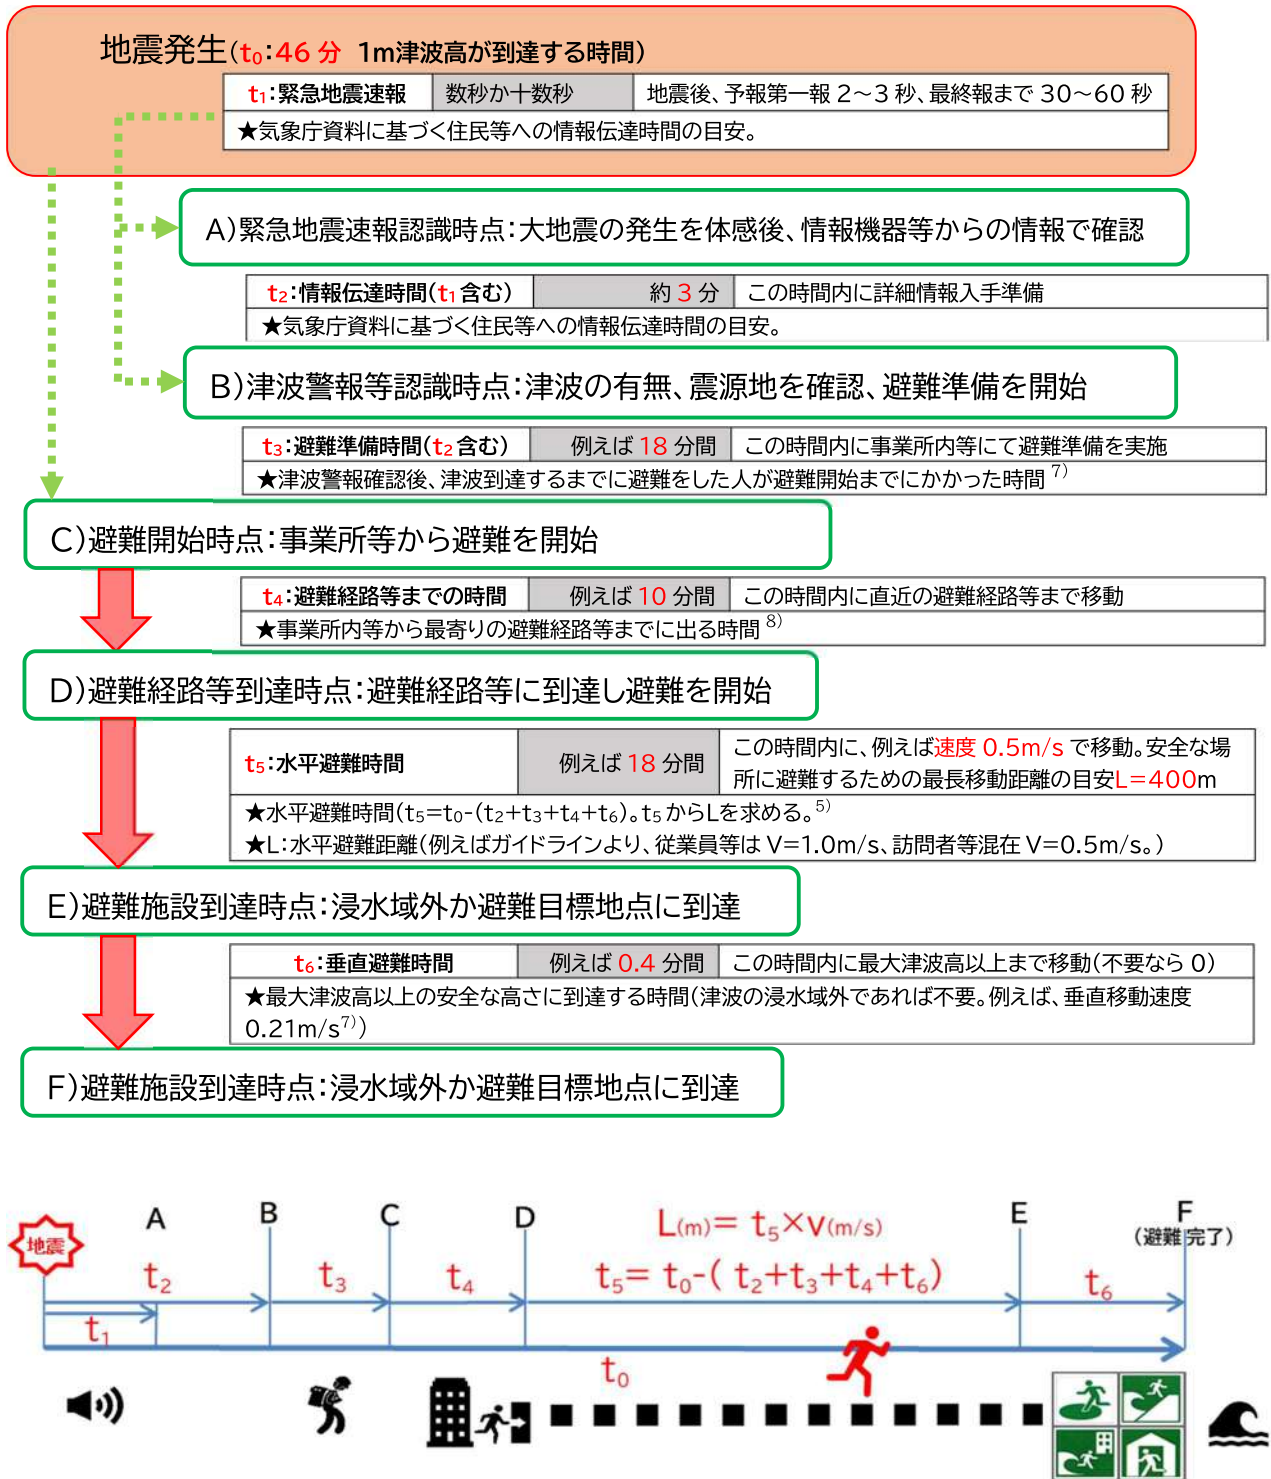 地震発生(t₀:46 分 1m津波高が到達する時間)
t₁:緊急地震速報 数秒か十数秒 地震後、予報第一報 2～3 秒、最終報まで 30～60 秒
★気象庁資料に基づく住民等への情報伝達時間の目安。
A)緊急地震速報認識時点:大地震の発生を体感後、情報機器等からの情報で確認
t₂:情報伝達時間(t₁ 含む) 約 3 分 この時間内に詳細情報入手準備
★気象庁資料に基づく住民等への情報伝達時間の目安。
B)津波警報等認識時点:津波の有無、震源地を確認、避難準備を開始
t₃:避難準備時間(t₂ 含む) 例えば 18 分間 この時間内に事業所内等にて避難準備を実施
★津波警報確認後、津波到達するまでに避難をした人が避難開始までにかかった時間 7)
C)避難開始時点:事業所等から避難を開始
t₄:避難経路等までの時間 例えば 10 分間 この時間内に直近の避難経路等まで移動
★事業所内等から最寄りの避難経路等までに出る時間 8)
D)避難経路等到達時点:避難経路等に到達し避難を開始
t₅:水平避難時間 例えば 18 分間 この時間内に、例えば速度 0.5m/s で移動。安全な場
所に避難するための最長移動距離の目安L=400m
★水平避難時間(t₅=t₀-(t₂+t₃+t₄+t₆)。t₅ からLを求める。5)
★L:水平避難距離(例えばガイドラインより、従業員等は V=1.0m/s、訪問者等混在 V=0.5m/s。)
E)避難施設到達時点:浸水域外か避難目標地点に到達
t₆:垂直避難時間 例えば 0.4 分間 この時間内に最大津波高以上まで移動(不要なら 0)
★最大津波高以上の安全な高さに到達する時間(津波の浸水域外であれば不要。例えば、垂直移動速度
0.21m/s7))
F)避難施設到達時点:浸水域外か避難目標地点に到達
A B C D L(m)= t₅×v(m/s) E F
(避難完了)
地震
t₂ t₃ t₄ t₅= t₀-( t₂+t₃+t₄+t₆) t₆
t₁
t₀